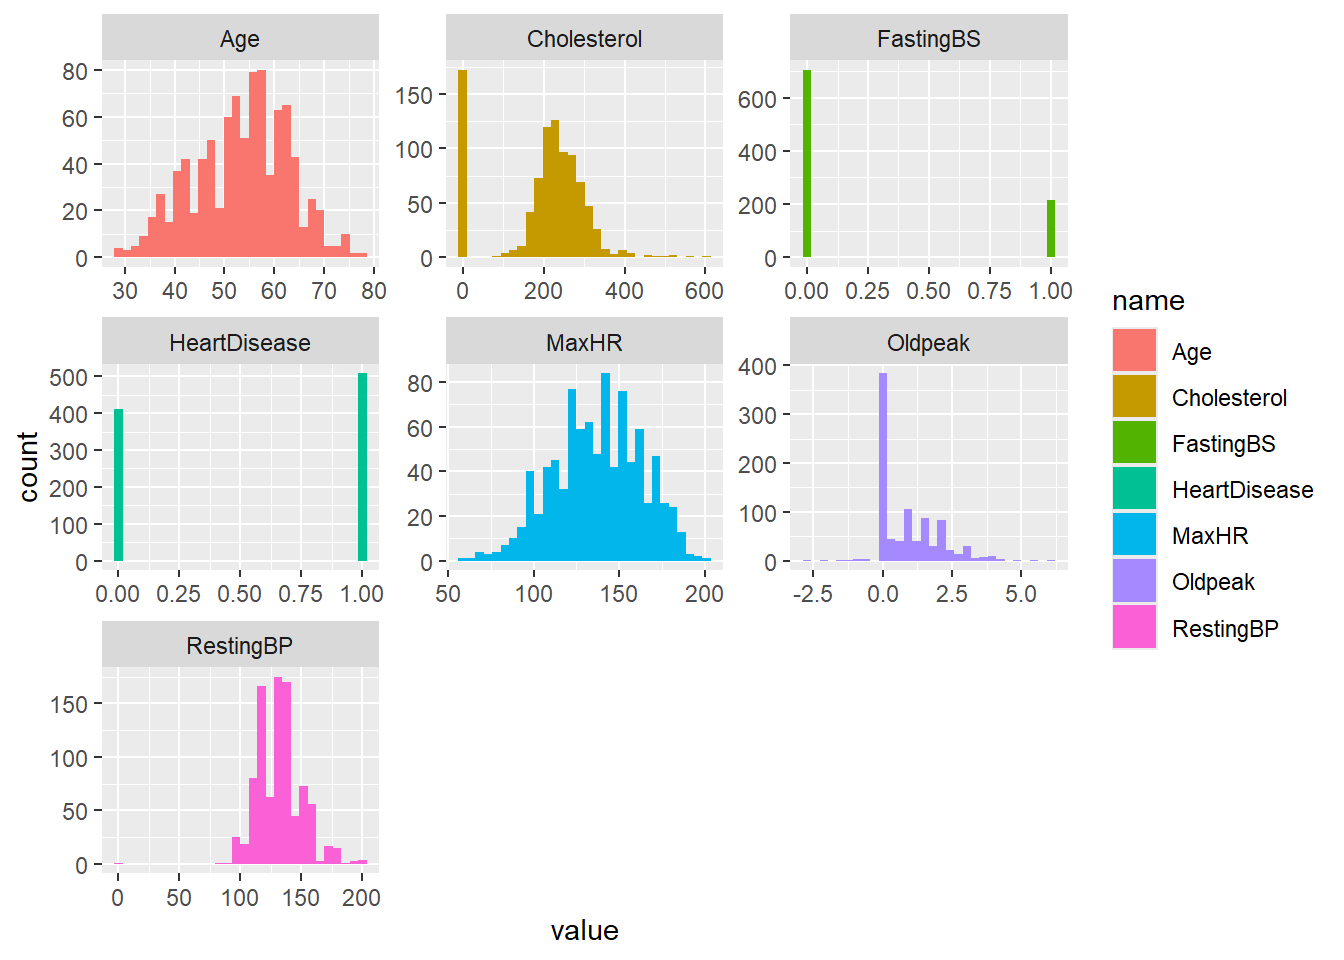 Age
80
60
40
20
0
30 40 50 60 70 80
Cholesterol
150
100
50
0
0 200 400 600
FastingBS
600
400
200
0
0.00 0.25 0.50 0.75 1.00
HeartDisease
500
400
300
200
100
0
0.00 0.25 0.50 0.75 1.00
MaxHR
80
60
40
20
0
50 100 150 200
Oldpeak
400
300
200
100
0
-2.5 0.0 2.5 5.0
RestingBP
150
100
50
0
0 50 100 150 200
count
value
name
Age
Cholesterol
FastingBS
HeartDisease
MaxHR
Oldpeak
RestingBP